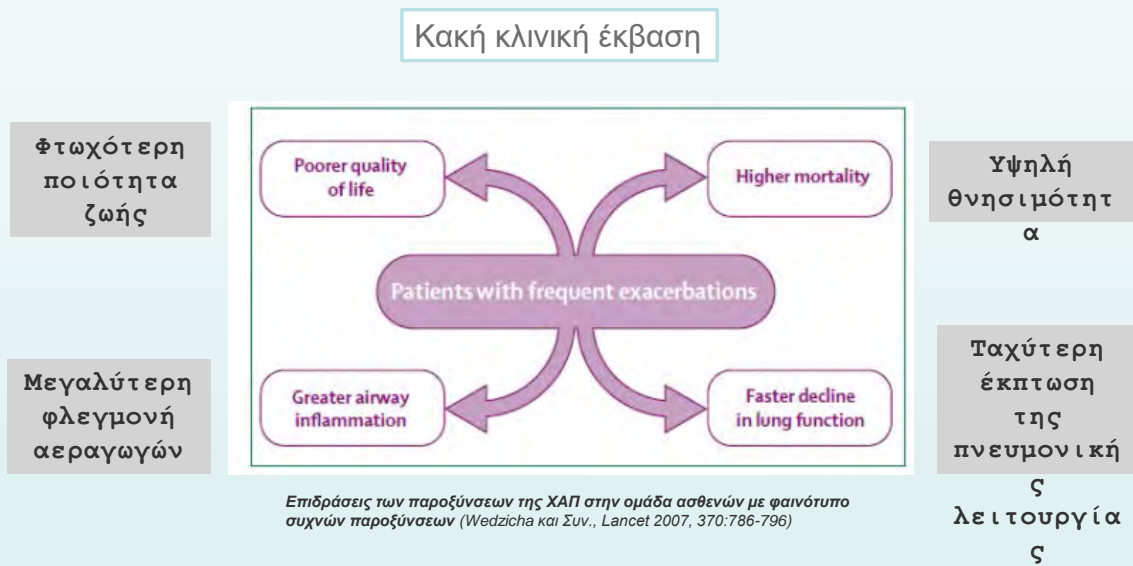 Κακή κλινική έκβαση
Φτωχότερη
ποιότητα
ζωής
Poorer quality
of life
Higher mortality
Υψηλή
θνησιμότητ
α
Patients with frequent exacerbations
Μεγαλύτερη
φλεγμονή
αεραγωγών
Greater airway
inflammation
Faster decline
in lung function
Ταχύτερη
έκπτωση
της
πνευμονική
ς
λειτουργία
ς
Επιδράσεις των παροξύνσεων της ΧΑΠ στην ομάδα ασθενών με φαινότυπο
συχνών παροξύνσεων (Wedzicha και Συν., Lancet 2007, 370:786-796)